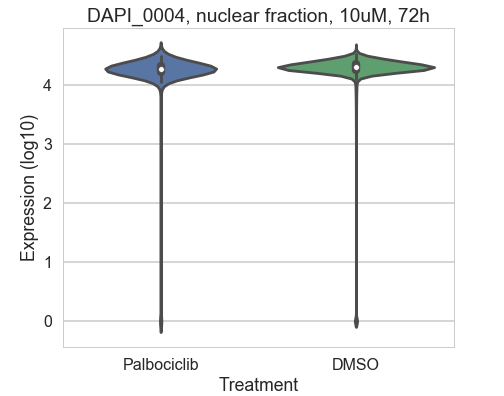 DAPI_0004, nuclear fraction, 10uM, 72h
Expression (log10)
4
3
2
1
0
Palbociclib DMSO
Treatment